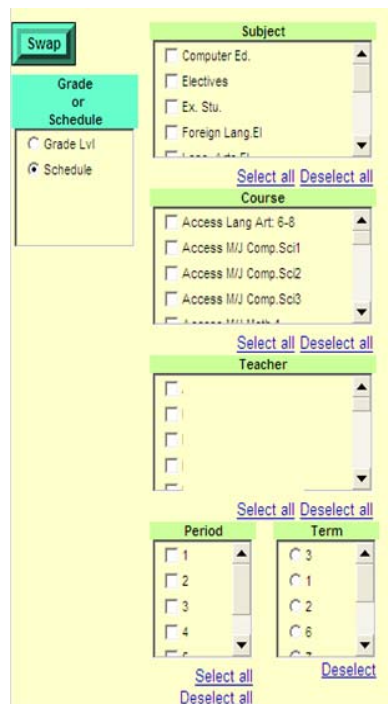 Swap
Grade
or
Schedule
Grade Lvl
Schedule
Subject
Computer Ed.
Electives
Ex. Stu.
Foreign Lang.El
Select all Deselect all
Course
Access Lang Art: 6-8
Access M/J Comp.Sci1
Access M/J Comp.Sci2
Access M/J Comp.Sci3
Select all Deselect all
Teacher
Select all Deselect all
Period
1
2
3
4
Select all
Deselect all
Term
3
1
2
6
Deselect